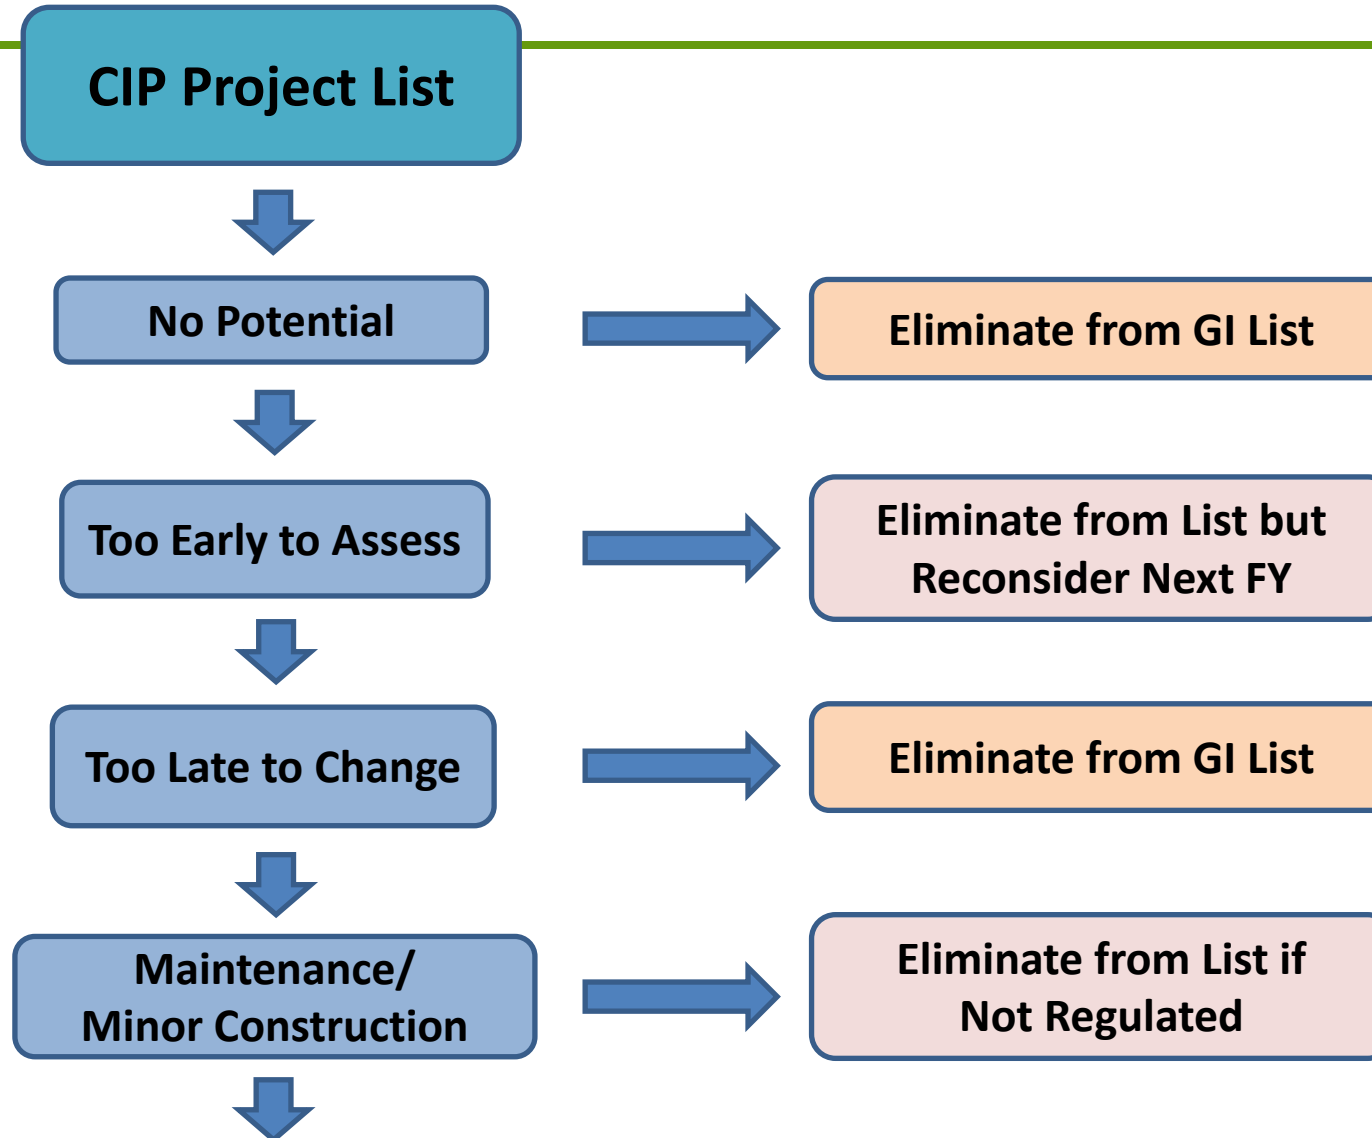 CIP Project List
No Potential
Eliminate from GI List
Too Early to Assess
Eliminate from List but
Reconsider Next FY
Too Late to Change
Eliminate from GI List
Maintenance/
Minor Construction
Eliminate from List if
Not Regulated